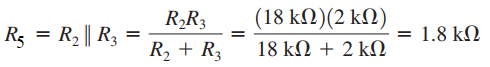 R₅ = R₂ ∥ R₃ = R₂R₃ / (R₂ + R₃) = (18 kΩ)(2 kΩ) / (18 kΩ + 2 kΩ) = 1.8 kΩ